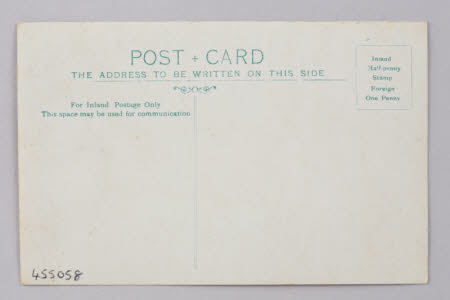 POST + CARD
THE ADDRESS TO BE WRITTEN ON THIS SIDE
Inland
Halfpenny
Stamp
Foreign
One Penny
For Inland Postage Only
This space may be used for communication
455058